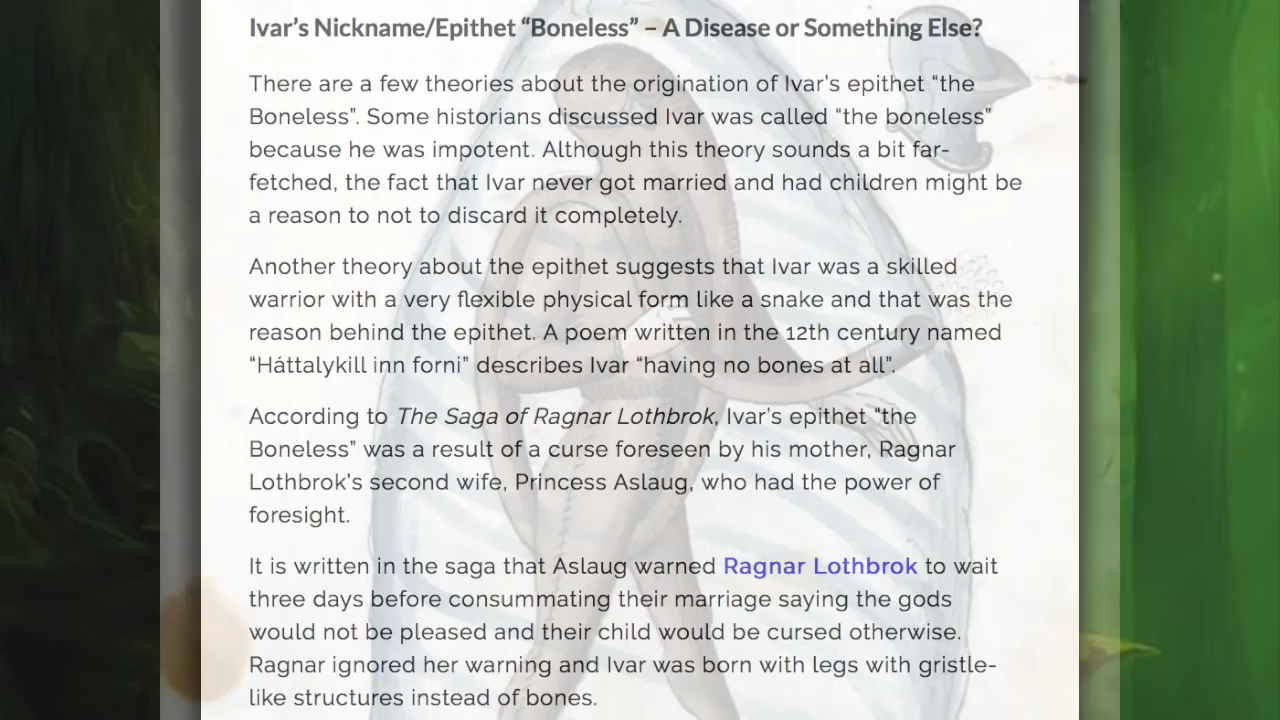 Ivar’s Nickname/Epithet “Boneless” – A Disease or Something Else?
There are a few theories about the origination of Ivar’s epithet “the
Boneless”. Some historians discussed Ivar was called “the boneless”
because he was impotent. Although this theory sounds a bit far-
fetched, the fact that Ivar never got married and had children might be
a reason to not to discard it completely.
Another theory about the epithet suggests that Ivar was a skilled
warrior with a very flexible physical form like a snake and that was the
reason behind the epithet. A poem written in the 12th century named
“Háttalykill inn forni” describes Ivar “having no bones at all”.
According to The Saga of Ragnar Lothbrok, Ivar’s epithet “the
Boneless” was a result of a curse foreseen by his mother, Ragnar
Lothbrok’s second wife, Princess Aslaug, who had the power of
foresight.
It is written in the saga that Aslaug warned Ragnar Lothbrok to wait
three days before consummating their marriage saying the gods
would not be pleased and their child would be cursed otherwise.
Ragnar ignored her warning and Ivar was born with legs with gristle-
like structures instead of bones.